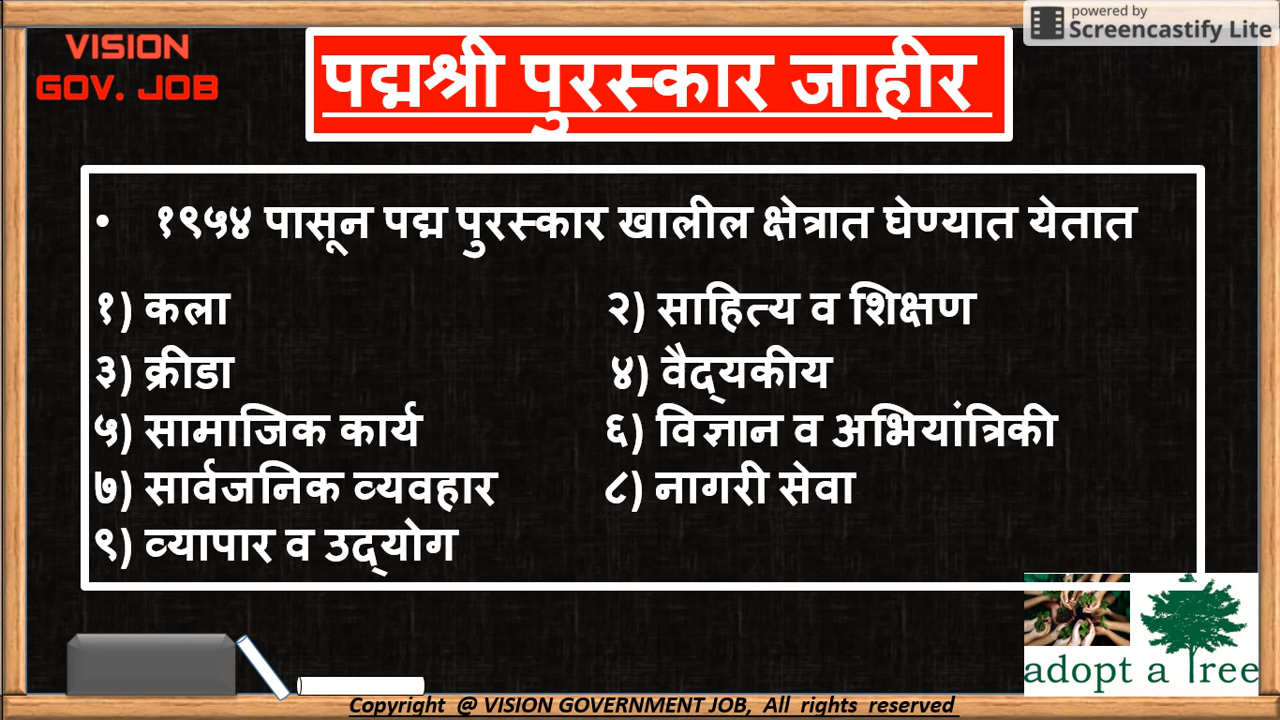 powered by
Screencastify Lite
VISION
GOV. JOB
पद्मश्री पुरस्कार जाहीर
• १९५४ पासून पद्म पुरस्कार खालील क्षेत्रात घेण्यात येतात
१) कला २) साहित्य व शिक्षण
३) क्रीडा ४) वैद्यकीय
५) सामाजिक कार्य ६) विज्ञान व अभियांत्रिकी
७) सार्वजनिक व्यवहार ८) नागरी सेवा
९) व्यापार व उद्योग
adopt a Tree
Copyright @ VISION GOVERNMENT JOB, All rights reserved